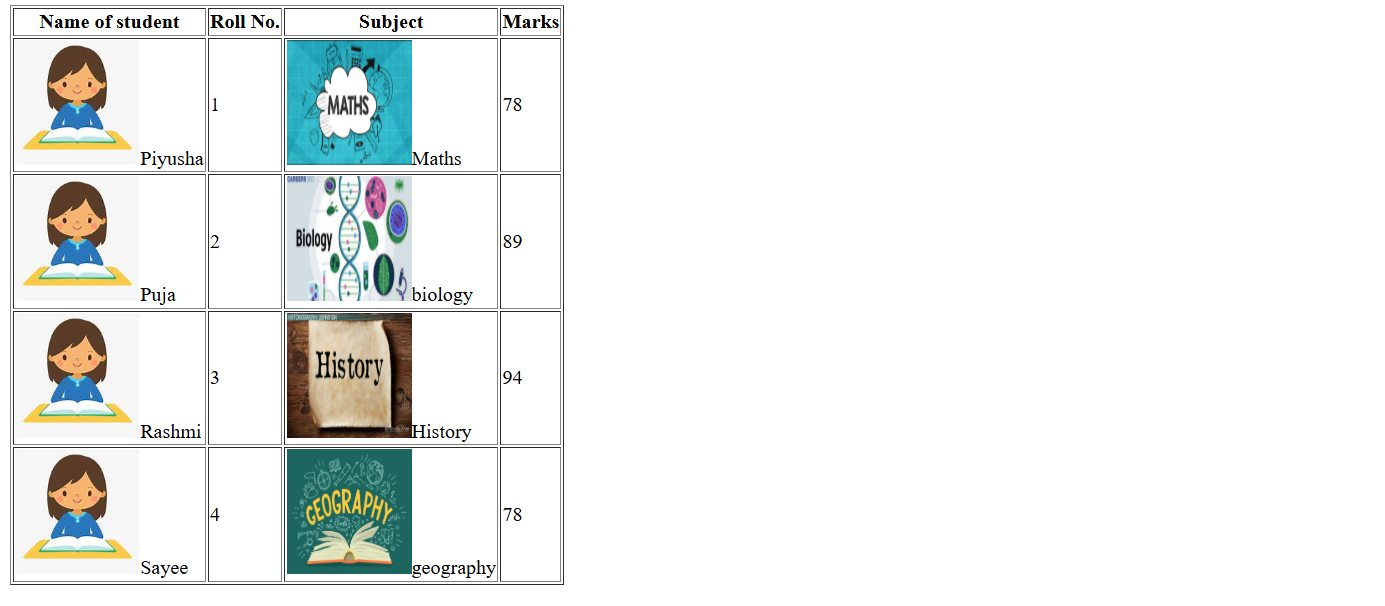 Name of student Roll No. Subject Marks
Piyusha 1 MATHS Maths 78
Puja 2 Biology biology 89
Rashmi 3 History History 94
Sayee 4 GEOGRAPHY geography 78